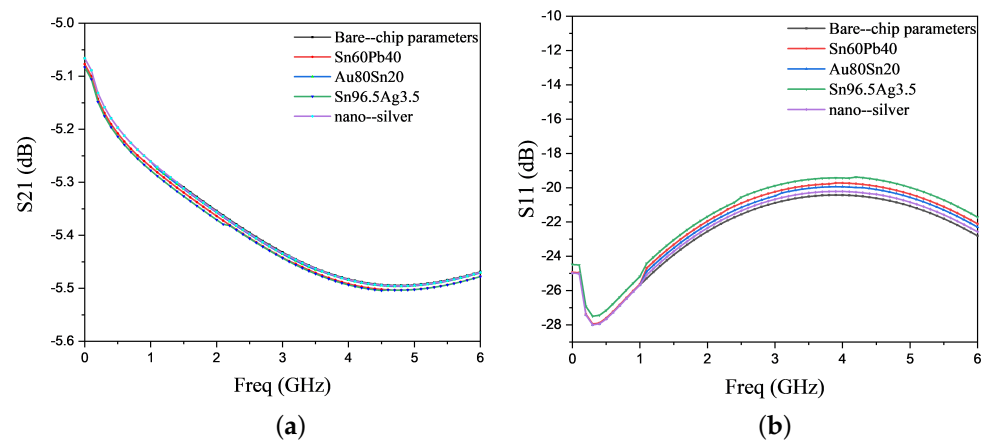 (a)
-5.0
-5.1
-5.2
-5.3
-5.4
-5.5
-5.6
S21 (dB)
0 1 2 3 4 5 6
Freq (GHz)
Bare--chip parameters
Sn60Pb40
Au80Sn20
Sn96.5Ag3.5
nano--silver
(a)
(b)
-10
-12
-14
-16
-18
-20
-22
-24
-26
-28
S11 (dB)
0 1 2 3 4 5 6
Freq (GHz)
Bare--chip parameters
Sn60Pb40
Au80Sn20
Sn96.5Ag3.5
nano--silver
(b)